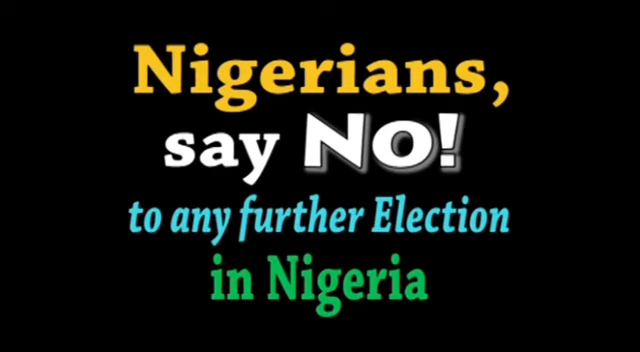 Nigerians,
say NO!
to any further Election
in Nigeria